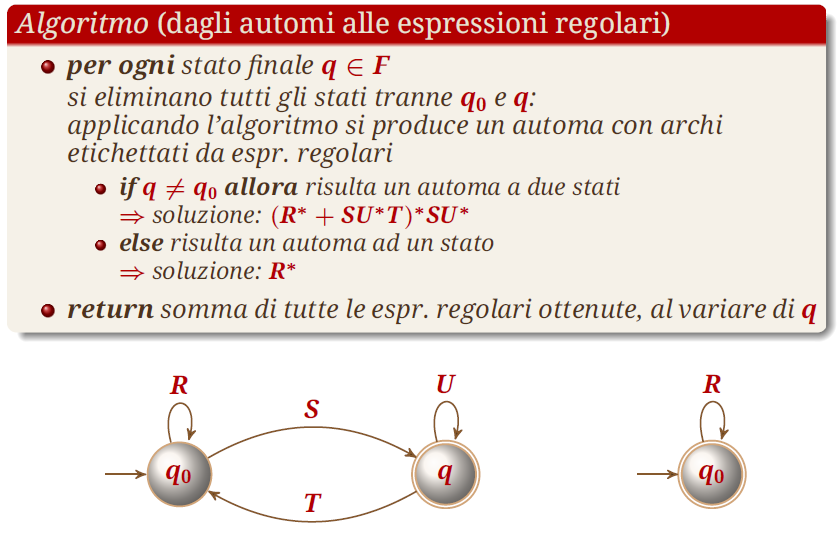 Algoritmo (dagli automi alle espressioni regolari)
per ogni stato finale q ∈ F
si eliminano tutti gli stati tranne q₀ e q:
applicando l'algoritmo si produce un automa con archi
etichettati da espr. regolari
if q ≠ q₀ allora risulta un automa a due stati
⇒ soluzione: (R* + SU*T)*SU*
else risulta un automa ad un stato
⇒ soluzione: R*
return somma di tutte le espr. regolari ottenute, al variare di q
R
S
U
R
q₀
q
q₀
T